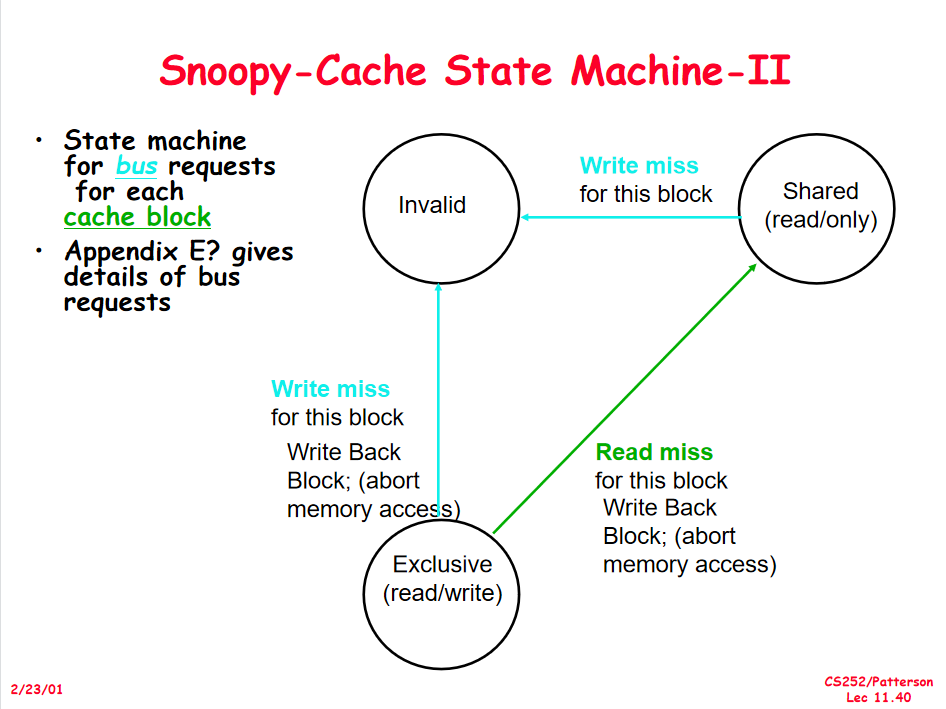 Snoopy-Cache State Machine-II
• State machine
for bus requests
for each
cache block
• Appendix E? gives
details of bus
requests
Invalid
Write miss
for this block
Shared
(read/only)
Write miss
for this block
Write Back
Block; (abort
memory access)
Read miss
for this block
Write Back
Block; (abort
memory access)
Exclusive
(read/write)
2/23/01
CS252/Patterson
Lec 11.40